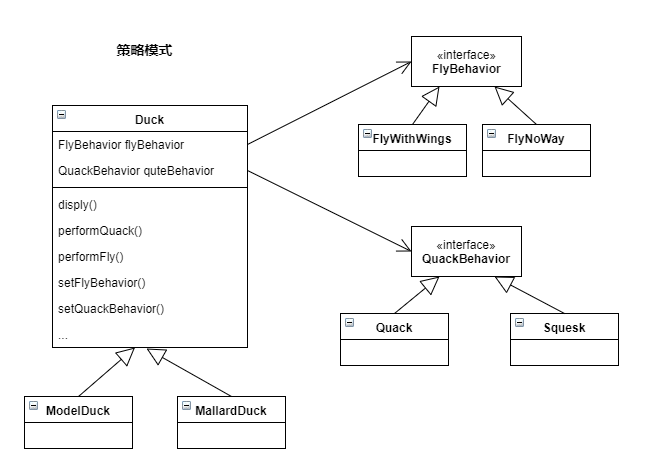 策略模式
«interface»
FlyBehavior
Duck
FlyBehavior flyBehavior
QuackBehavior quteBehavior
disply()
performQuack()
performFly()
setFlyBehavior()
setQuackBehavior()
...
FlyWithWings
FlyNoWay
«interface»
QuackBehavior
Quack
Squesk
ModelDuck
MallardDuck